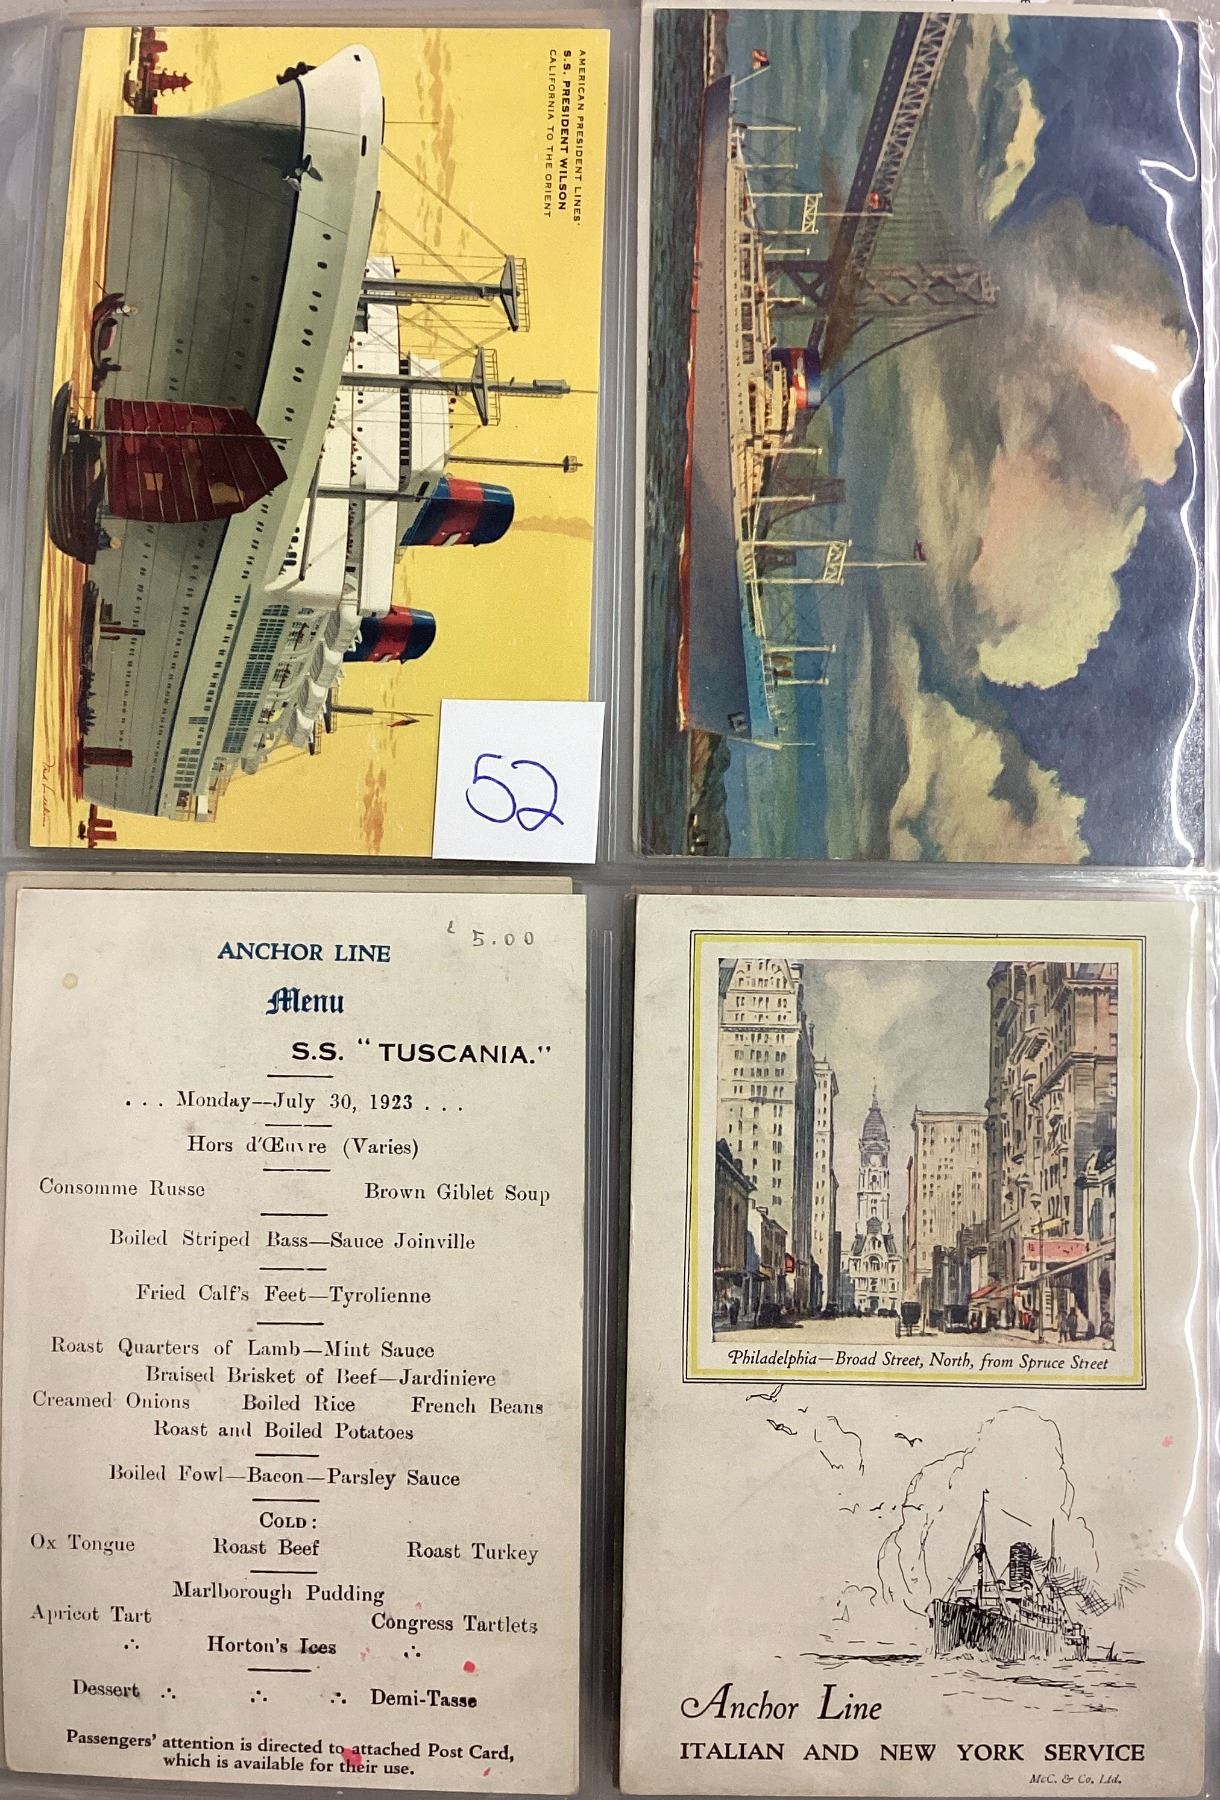 AMERICAN PRESIDENT LINES'
S.S. PRESIDENT WILSON
CALIFORNIA TO THE ORIENT
52
5.00
ANCHOR LINE
Menu
S.S. "TUSCANIA."
... Monday—July 30, 1923 ...
Hors d'Œuvre (Varies)
Consomme Russe Brown Giblet Soup
Boiled Striped Bass—Sauce Joinville
Fried Calf's Feet—Tyrolienne
Roast Quarters of Lamb—Mint Sauce
Braised Brisket of Beef—Jardiniere
Creamed Onions Boiled Rice French Beans
Roast and Boiled Potatoes
Boiled Fowl—Bacon—Parsley Sauce
COLD:
Ox Tongue Roast Beef Roast Turkey
Marlborough Pudding
Apricot Tart Congress Tartlets
Horton's Ices
Dessert Demi-Tasse
Passengers' attention is directed to attached Post Card,
which is available for their use.
Philadelphia—Broad Street, North, from Spruce Street
Anchor Line
ITALIAN AND NEW YORK SERVICE
McC. & Co. Ltd.